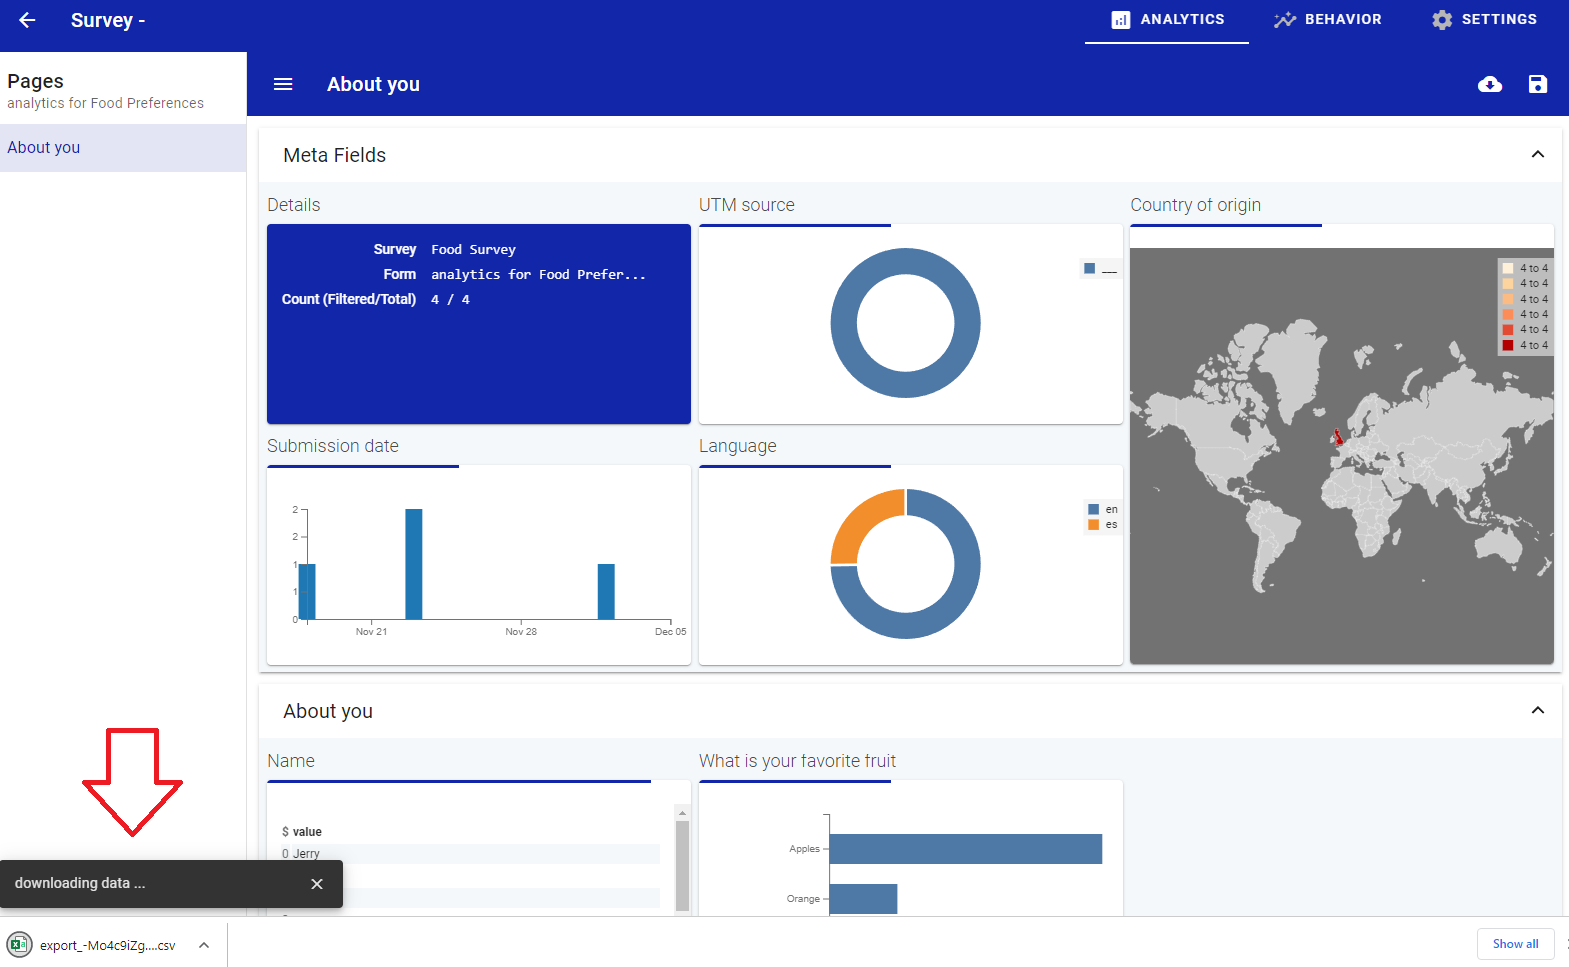 Survey -
ANALYTICS
BEHAVIOR
SETTINGS
Pages
analytics for Food Preferences
About you
About you
Meta Fields
Details
Survey Food Survey
Form analytics for Food Prefer...
Count (Filtered/Total) 4 / 4
UTM source
___
Country of origin
4 to 4
4 to 4
4 to 4
4 to 4
4 to 4
4 to 4
Submission date
2
2
1
1
0
Nov 21
Nov 28
Dec 05
Language
en
es
About you
Name
$ value
0 Jerry
What is your favorite fruit
Apples
Orange
downloading data ...
export_-Mo4c9iZg....csv
Show all